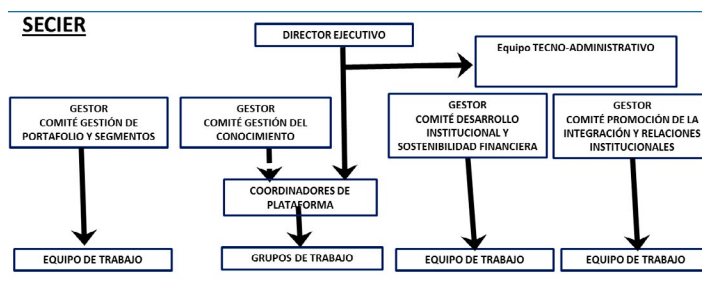 SECIER
DIRECTOR EJECUTIVO
Equipo TECNO-ADMINISTRATIVO
GESTOR
COMITÉ GESTIÓN DE
PORTAFOLIO Y SEGMENTOS
GESTOR
COMITÉ GESTIÓN DEL
CONOCIMIENTO
GESTOR
COMITÉ DESARROLLO
INSTITUCIONAL Y
SOSTENIBILIDAD FINANCIERA
GESTOR
COMITÉ PROMOCIÓN DE LA
INTEGRACIÓN Y RELACIONES
INSTITUCIONALES
COORDINADORES DE
PLATAFORMA
EQUIPO DE TRABAJO
GRUPOS DE TRABAJO
EQUIPO DE TRABAJO
EQUIPO DE TRABAJO